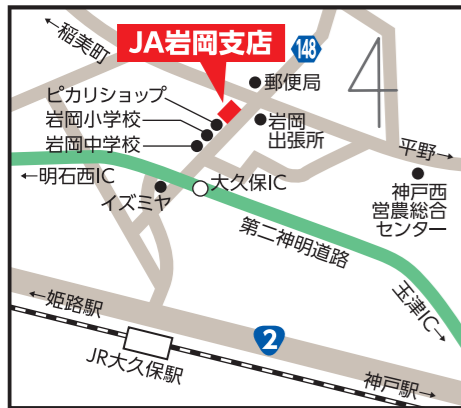 ←稲美町
JA岩岡支店
148
郵便局
ピカリショップ
岩岡小学校
岩岡中学校
岩岡
出張所
4
平野→
←明石西IC
大久保IC
イズミヤ
神戸西
営農総合
センター
第二神明道路
玉津IC→
←姫路駅
2
JR大久保駅
神戸駅→